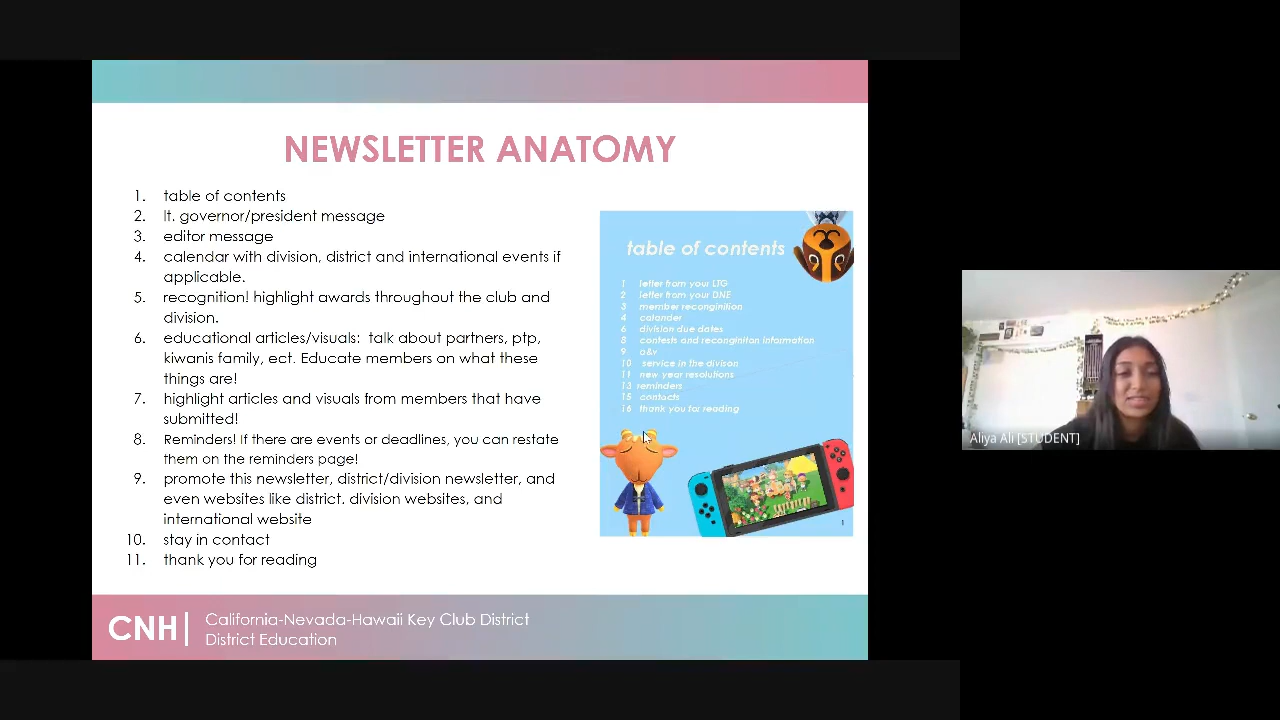 NEWSLETTER ANATOMY
1. table of contents
2. lt. governor/president message
3. editor message
4. calendar with division, district and international events if
applicable.
5. recognition! highlight awards throughout the club and
division.
6. educational articles/visuals: talk about partners, ptp,
kiwanis family, ect. Educate members on what these
things are!
7. highlight articles and visuals from members that have
submitted!
8. Reminders! If there are events or deadlines, you can restate
them on the reminders page!
9. promote this newsletter, district/division newsletter, and
even websites like district. division websites, and
international website
10. stay in contact
11. thank you for reading
table of contents
1 letter from your LTG
2 letter from your DNE
3 member reconginition
4 calander
6 division due dates
8 contests and reconginiton information
9 a&v
10 service in the divison
11 new year resolutions
13 reminders
15 contacts
16 thank you for reading
1
CNH | California-Nevada-Hawaii Key Club District
District Education
Aliya Ali [STUDENT]